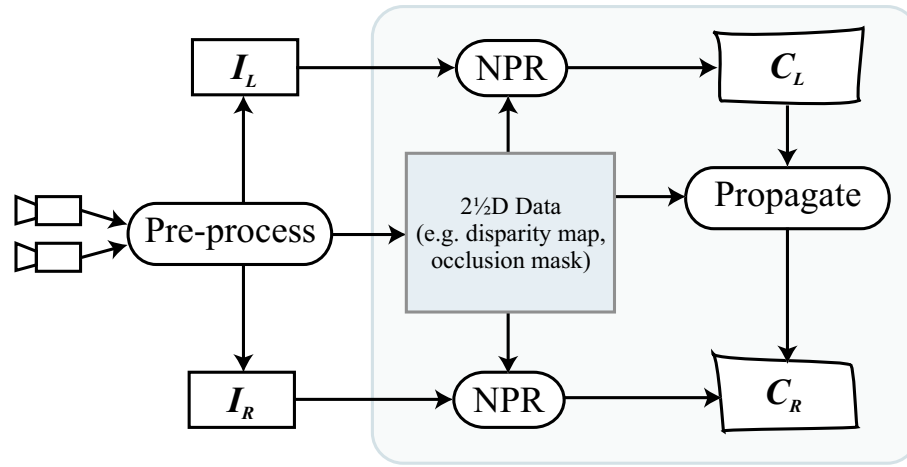 I_L
NPR
C_L
Pre-process
2½D Data
(e.g. disparity map,
occlusion mask)
Propagate
I_R
NPR
C_R